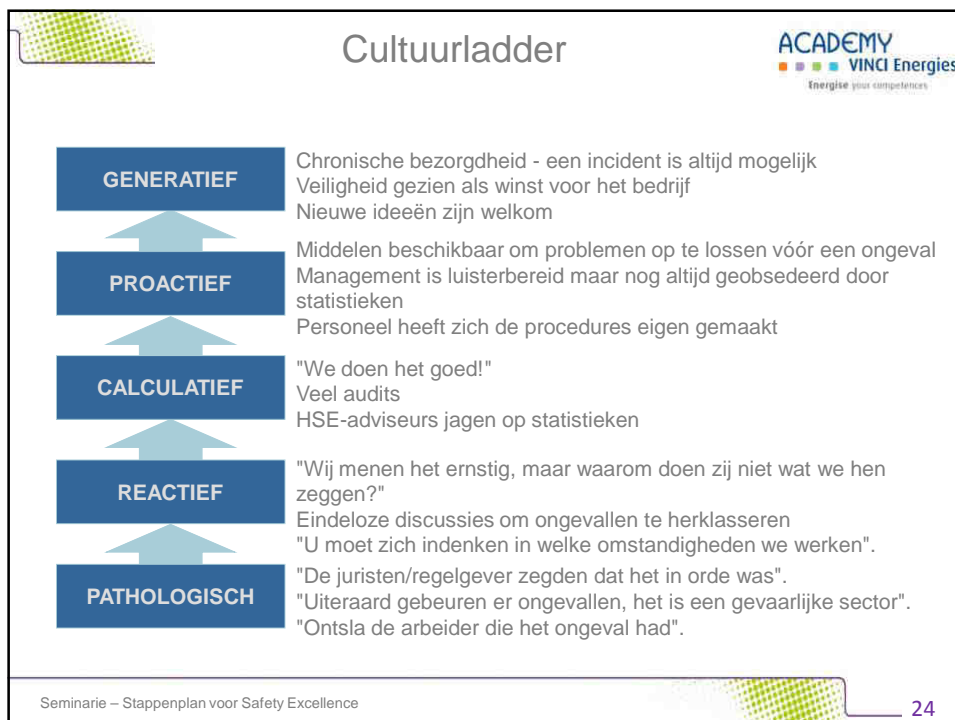 Cultuurladder
ACADEMY
VINCI Energies
Energise your competences
GENERATIEF
Chronische bezorgdheid - een incident is altijd mogelijk
Veiligheid gezien als winst voor het bedrijf
Nieuwe ideeën zijn welkom
PROACTIEF
Middelen beschikbaar om problemen op te lossen vóór een ongeval
Management is luisterbereid maar nog altijd geobsedeerd door
statistieken
Personeel heeft zich de procedures eigen gemaakt
CALCULATIEF
"We doen het goed!"
Veel audits
HSE-adviseurs jagen op statistieken
REACTIEF
"Wij menen het ernstig, maar waarom doen zij niet wat we hen
zeggen?"
Eindeloze discussies om ongevallen te herklasseren
"U moet zich indenken in welke omstandigheden we werken".
PATHOLOGISCH
"De juristen/regelgever zegden dat het in orde was".
"Uiteraard gebeuren er ongevallen, het is een gevaarlijke sector".
"Ontsla de arbeider die het ongeval had".
Seminarie – Stappenplan voor Safety Excellence
24